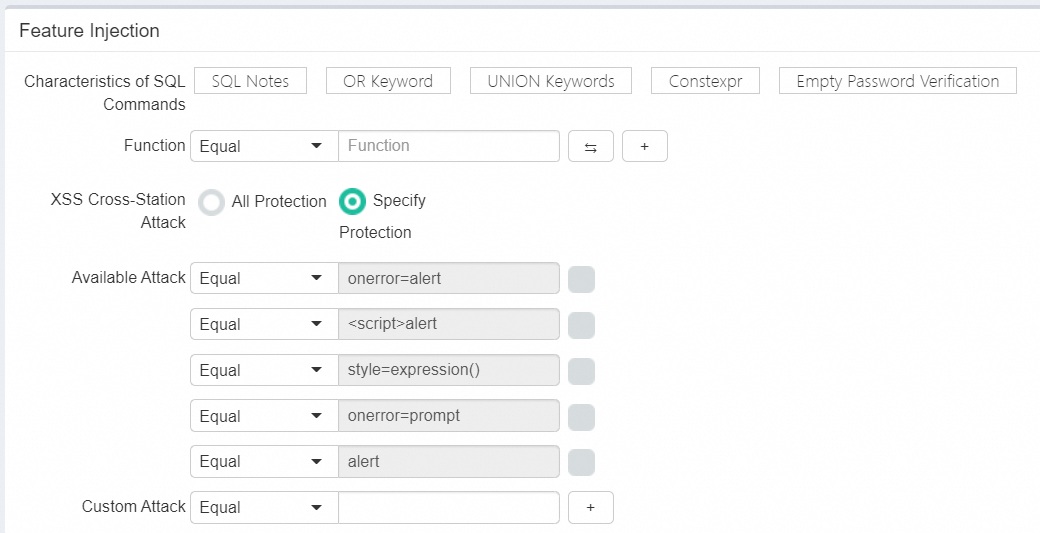 Feature Injection
Characteristics of SQL Commands SQL Notes OR Keyword UNION Keywords Constexpr Empty Password Verification
Function Equal Function ⇆ +
XSS Cross-Station Attack All Protection Specify Protection
Available Attack Equal onerror=alert
Equal <script>alert
Equal style=expression()
Equal onerror=prompt
Equal alert
Custom Attack Equal +